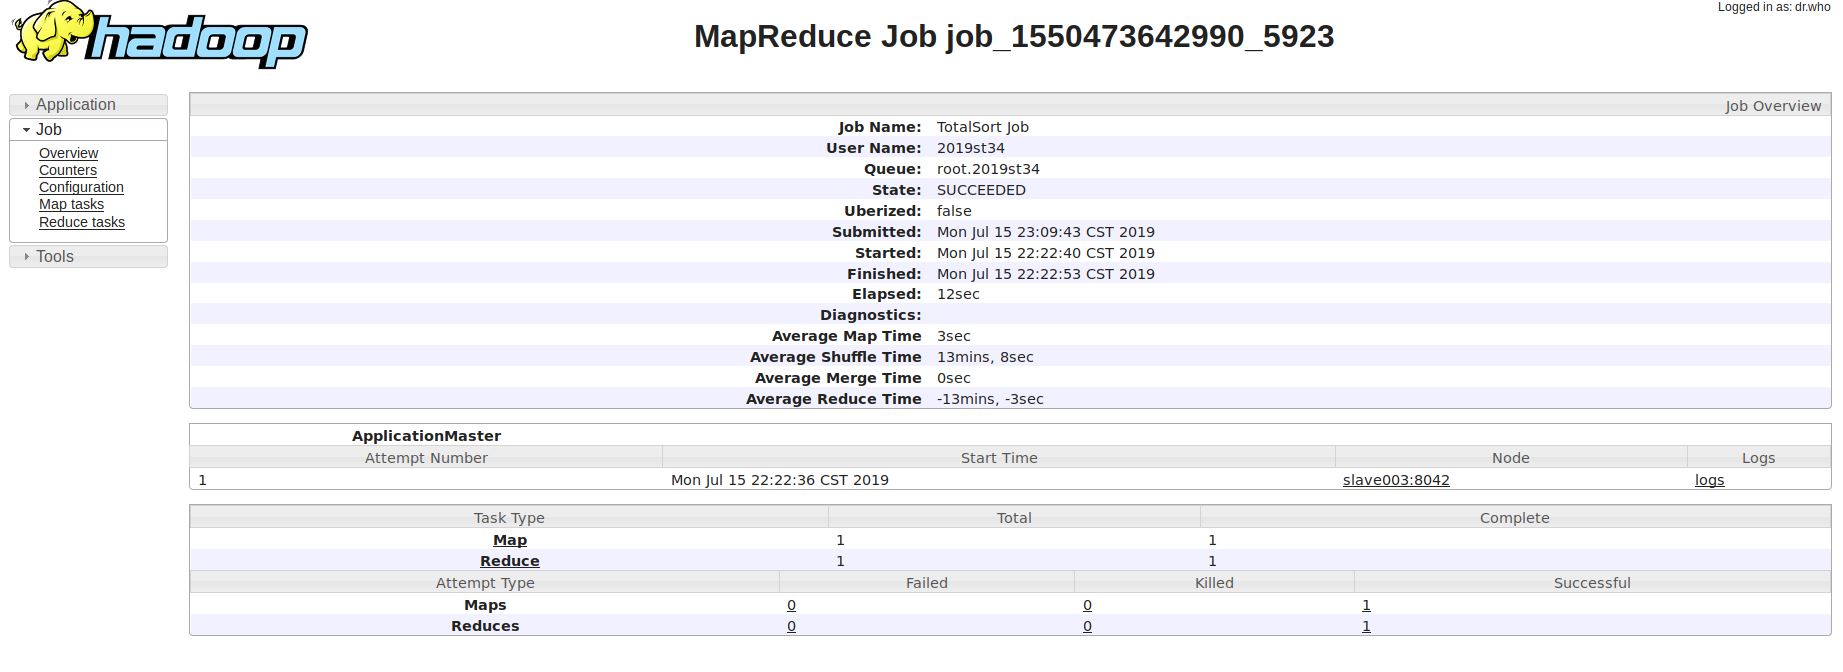 Logged in as: dr.who
hadoop
MapReduce Job job_1550473642990_5923
Application
Job
Overview
Counters
Configuration
Map tasks
Reduce tasks
Tools
Job Overview
Job Name: TotalSort Job
User Name: 2019st34
Queue: root.2019st34
State: SUCCEEDED
Uberized: false
Submitted: Mon Jul 15 23:09:43 CST 2019
Started: Mon Jul 15 22:22:40 CST 2019
Finished: Mon Jul 15 22:22:53 CST 2019
Elapsed: 12sec
Diagnostics:
Average Map Time 3sec
Average Shuffle Time 13mins, 8sec
Average Merge Time 0sec
Average Reduce Time -13mins, -3sec
ApplicationMaster
Attempt Number Start Time Node Logs
1 Mon Jul 15 22:22:36 CST 2019 slave003:8042 logs
Task Type Total Complete
Map 1 1
Reduce 1 1
Attempt Type Failed Killed Successful
Maps 0 0 1
Reduces 0 0 1